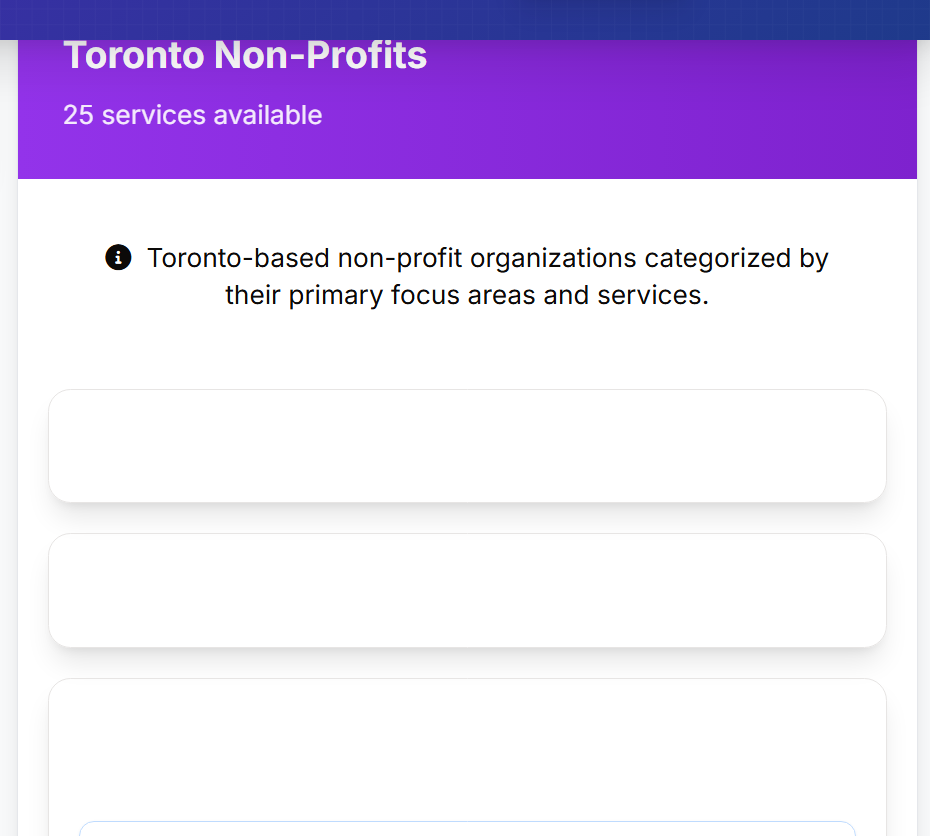 Toronto Non-Profits
25 services available
Toronto-based non-profit organizations categorized by
their primary focus areas and services.